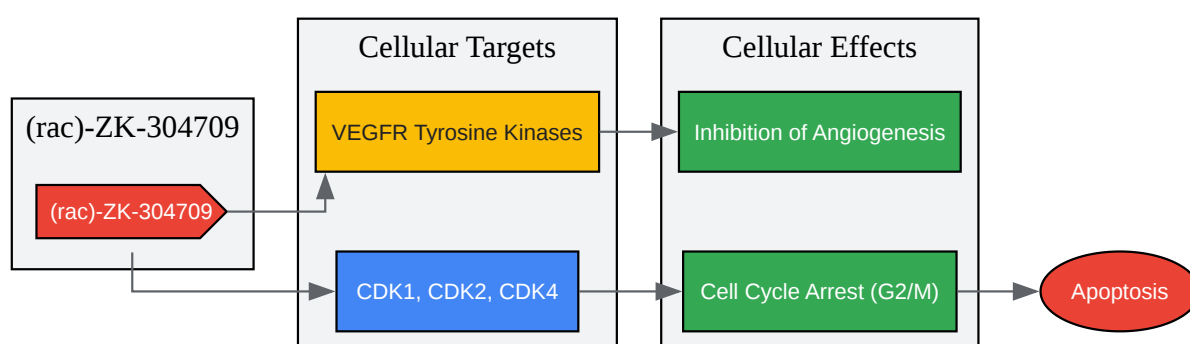 (rac)-ZK-304709
(rac)-ZK-304709
Cellular Targets
VEGFR Tyrosine Kinases
CDK1, CDK2, CDK4
Cellular Effects
Inhibition of Angiogenesis
Cell Cycle Arrest (G2/M)
Apoptosis